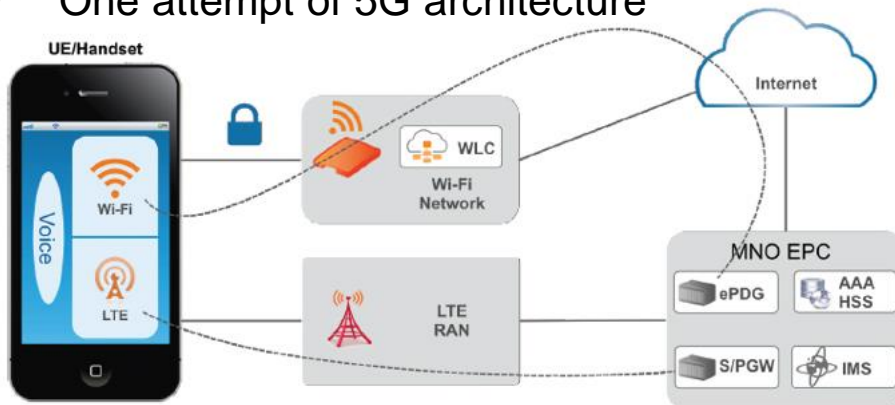 One attempt of 5G architecture
UE/Handset
Wi-Fi
Voice
LTE
WLC
Wi-Fi
Network
LTE
RAN
Internet
MNO EPC
ePDG
AAA
HSS
S/PGW
IMS